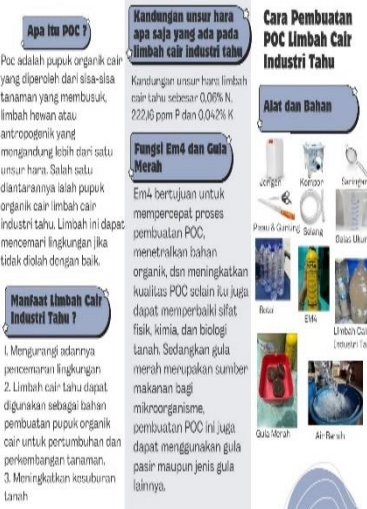 Apa itu POC ?
Poc adalah pupuk organik cair
yang diperoleh dari sisa-sisa
tanaman yang membusuk,
limbah hewan atau
antropogenik yang
mengandung lebih dari satu
unsur hara. Salah satu
diantarannya ialah pupuk
organik cair limbah cair
industri tahu. Limbah ini dapat
mencemari lingkungan jika
tidak diolah dengan baik.
Manfaat Limbah Cair
Industri Tahu ?
1. Mengurangi adannya
pencemaran lingkungan
2. Limbah cair tahu dapat
digunakan sebagai bahan
pembuatan pupuk organik
cair untuk pertumbuhan dan
perkembangan tanaman.
3. Meningkatkan kesuburan
tanah
Kandungan unsur hara
apa saja yang ada pada
limbah cair industri tahu
Kandungan unsur hara limbah
cair tahu sebesar 0,06% N.
222,16 ppm P dan 0,042% K
Fungsi Em4 dan Gula
Merah
Em4 bertujuan untuk
mempercepat proses
pembuatan POC,
menetralkan bahan
organik, dsn meningkatkan
kualitas POC selain itu juga
dapat memperbaiki sifat
fisik, kimia, dan biologi
tanah. Sedangkan gula
merah merupakan sumber
makanan bagi
mikroorganisme,
pembuatan POC ini juga
dapat menggunakan gula
pasir maupun jenis gula
lainnya.
Cara Pembuatan
POC Limbah Cair
Industri Tahu
Alat dan Bahan
Jerigen
Kompor
Saringan
Pisau & Gunting
Selang
Gelas Ukur
Botol
EM4
Limbah Cair
Industri Ta
Gula Merah
Air Bersih